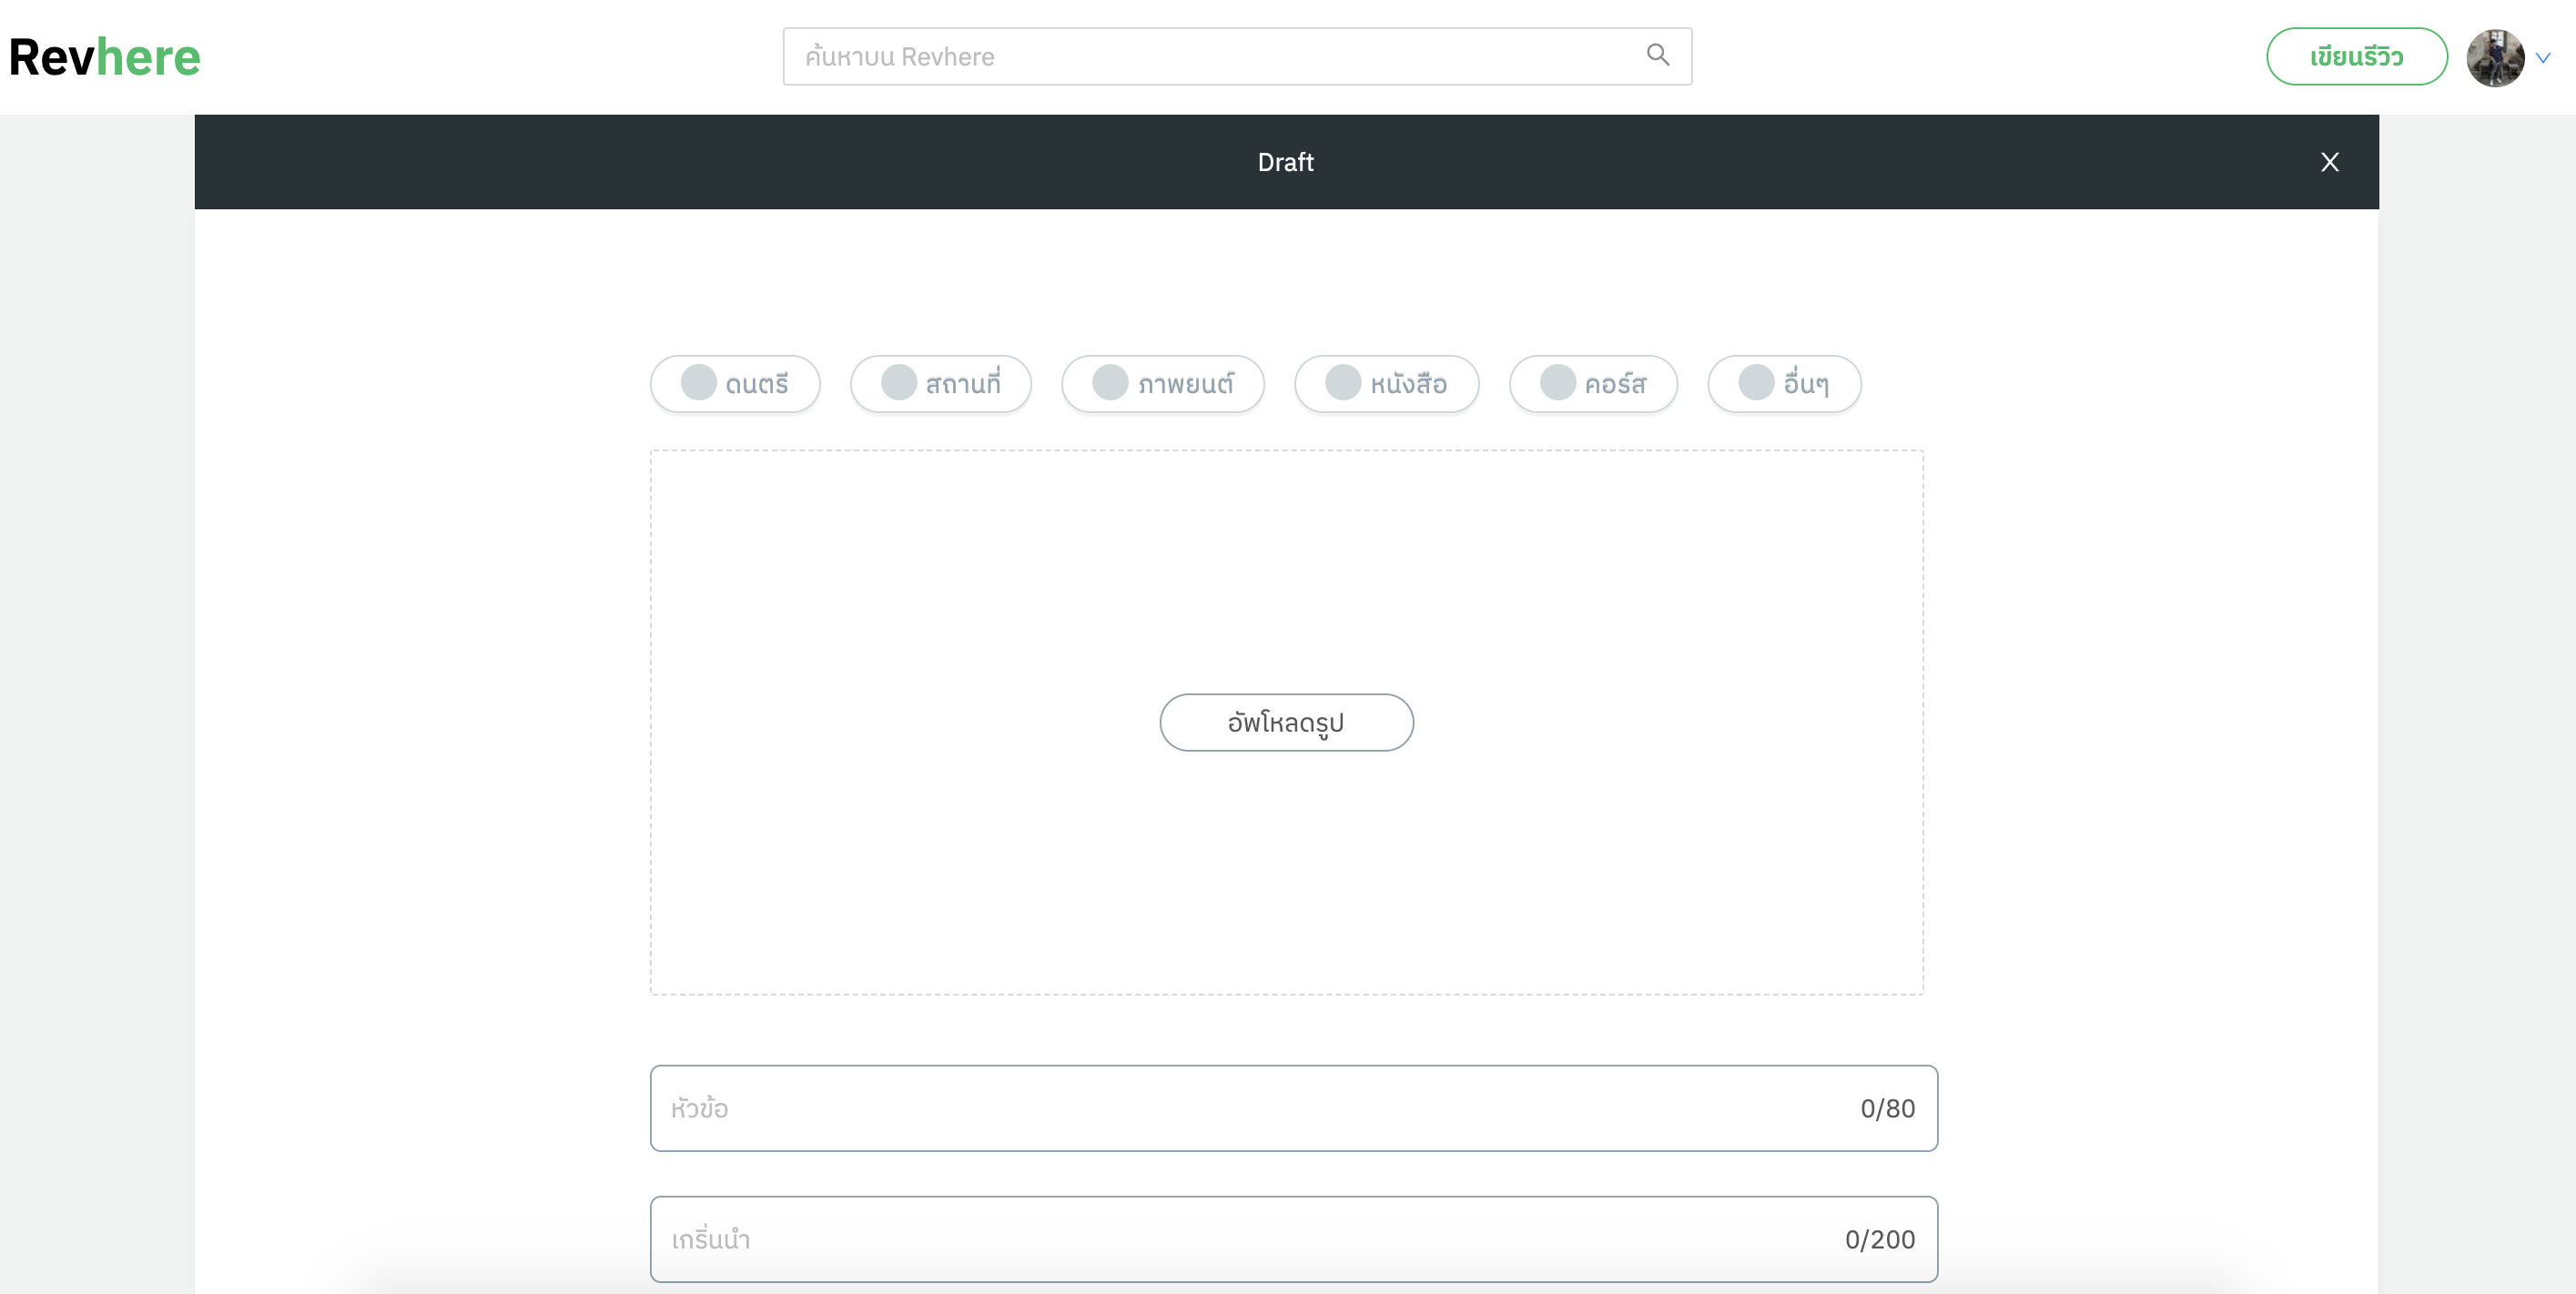 Revhere
ค้นหาบน Revhere
เขียนรีวิว
Draft
X
ดนตรี สถานที่ ภาพยนต์ หนังสือ คอร์ส อื่นๆ
อัพโหลดรูป
หัวข้อ 0/80
เกริ่นนำ 0/200